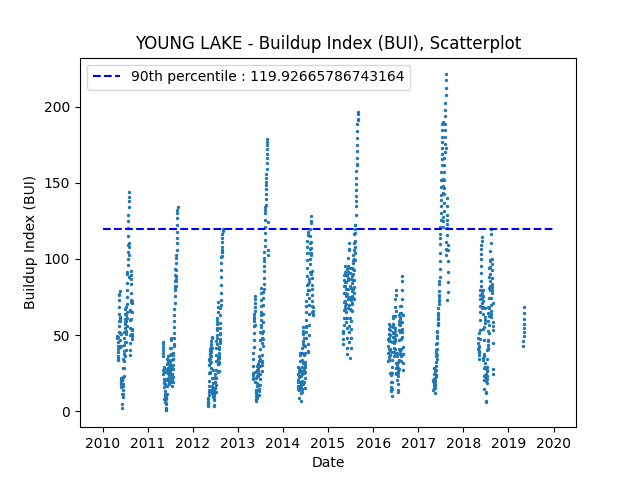 YOUNG LAKE - Buildup Index (BUI), Scatterplot
90th percentile : 119.92665786743164
Buildup Index (BUI)
200
150
100
50
0
2010 2011 2012 2013 2014 2015 2016 2017 2018 2019 2020
Date